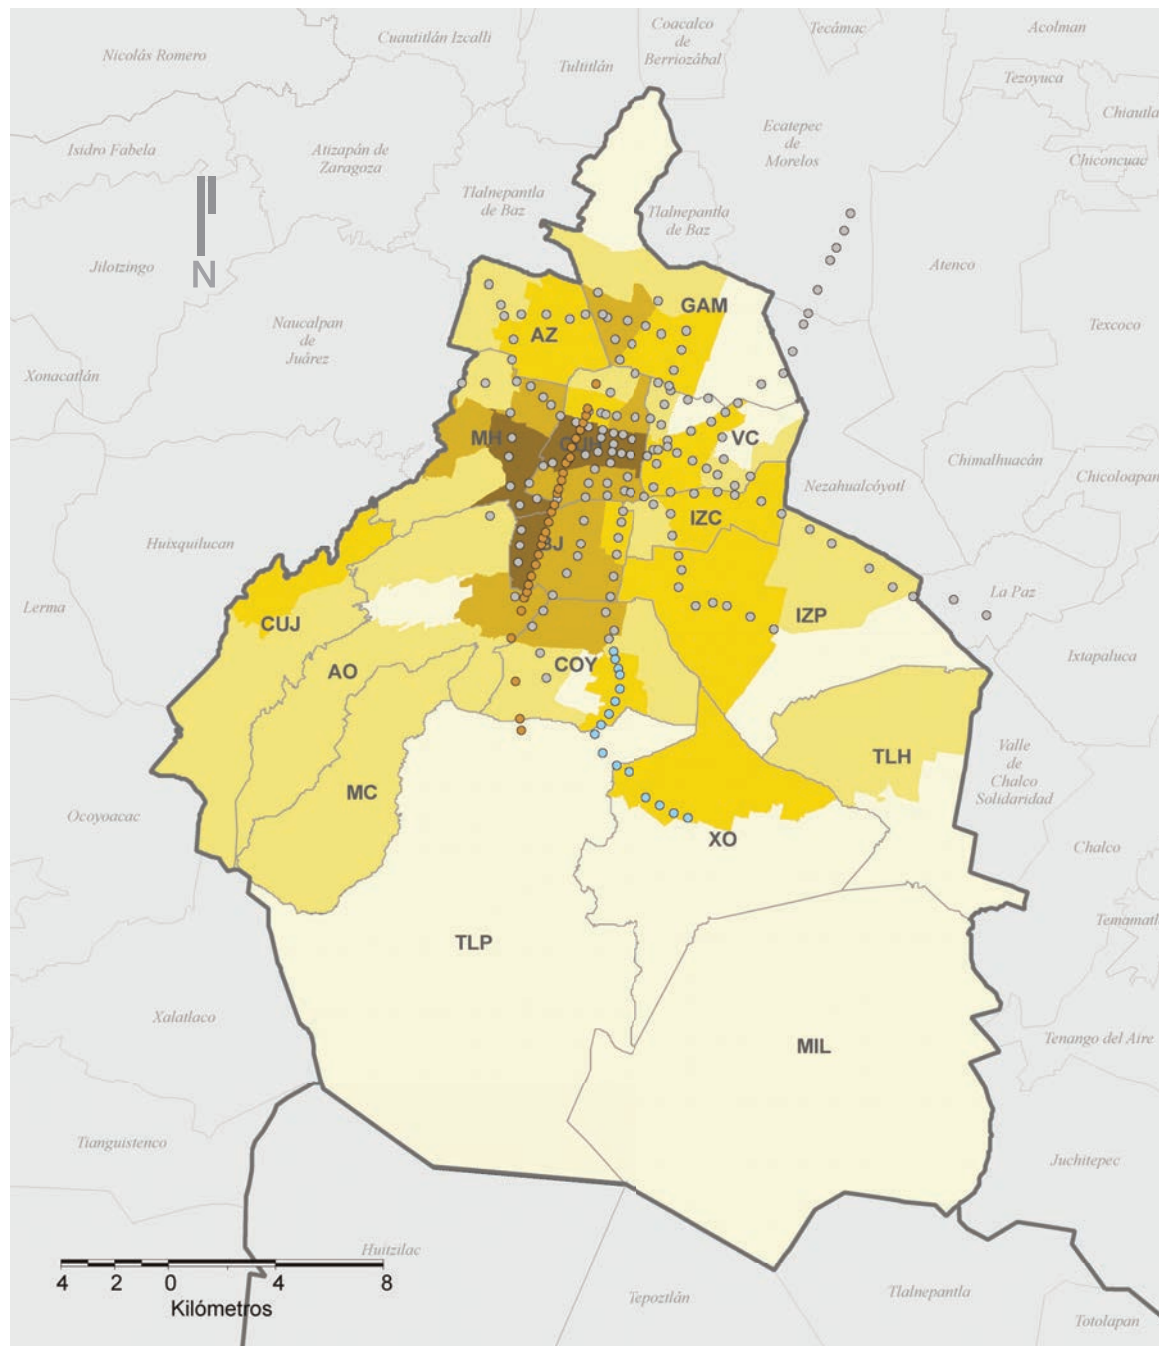 Coacalco
de
Berriozábal
Tecámac
Acolman
Cuautitlán Izcalli
Nicolás Romero
Tultitlán
Tezoyuca
Chiautla
Ecatepec
de
Morelos
Isidro Fabela
Atizapán de
Zaragoza
Chiconcuac
Tlalnepantla
de Baz
Tlalnepantla
de Baz
N
Jilotzingo
Atenco
GAM
Naucalpan
de
Juárez
AZ
Texcoco
Xonacatlán
MH
VC
Chimalhuacán
Chicoloapan
Nezahualcóyotl
IZC
Huixquilucan
BJ
La Paz
Lerma
CUJ
IZP
Ixtapaluca
AO
COY
Valle
de
Chalco
Solidaridad
TLH
MC
Ocoyoacac
XO
Chalco
Temamatl
TLP
Xalatlaco
MIL
Tenango del Aire
Tianguistenco
Juchitepec
Huitzilac
4 2 0 4 8
Kilómetros
Tepoztlán
Tlalnepantla
Totolapan